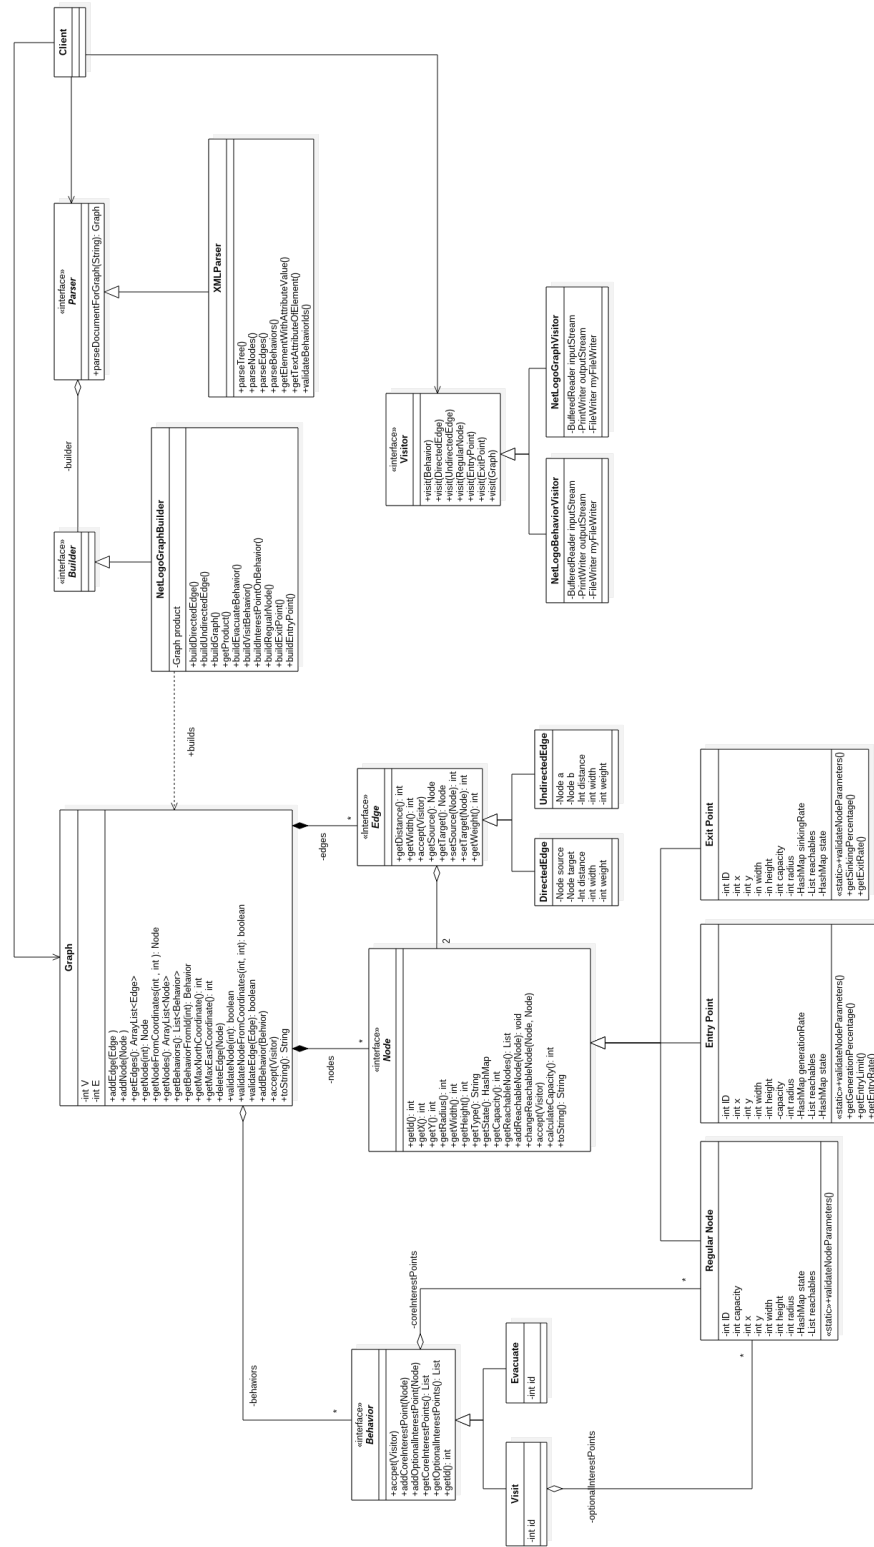 Client
«interface»
Parser
+parseDocumentForGraph(String): Graph
XMLParser
+parseTree()
+parseNodes()
+parseEdges()
+parseBehaviors()
+getElementWithAttributeValue()
+getTextAttributeOfElement()
+validateBehaviorIds()
-builder
«interface»
Builder
NetLogoGraphBuilder
-Graph product
+buildDirectedEdge()
+buildUndirectedEdge()
+buildGraph()
+getProduct()
+buildEvacuateBehavior()
+buildVisitBehavior()
+buildInterestPointOnBehavior()
+buildRegualrNode()
+buildExitPoint()
+buildEntryPoint()
+builds
«interface»
Visitor
+visit(Behavior)
+visit(DirectedEdge)
+visit(UndirectedEdge)
+visit(RegularNode)
+visit(EntryPoint)
+visit(ExitPoint)
+visit(Graph)
NetLogoBehaviorVisitor
-BufferedReader inputStream
-PrintWriter outputStream
-FileWriter myFileWriter
NetLogoGraphVisitor
-BufferedReader inputStream
-PrintWriter outputStream
-FileWriter myFileWriter
Graph
-int V
-int E
+addEdge(Edge )
+addNode(Node )
+getEdges(): ArrayList<Edge>
+getNode(int): Node
+getNodeFromCoordinates(int , int ): Node
+getNodes(): ArrayList<Node>
+getBehaviors(): List<Behavior>
+getBehaviorFcomId(int): Behavior
+getMaxNorthCoordinate(): int
+getMaxEastCoordinate(): int
+deleteEdge(Node)
+validateNode(int): boolean
+validateNodeFromCoordinates(int, int): boolean
+validateEdge(Edge): boolean
+addBehavior(Behvior)
+accept(Visitor)
+toString(): String
-behaviors
*
-nodes
*
-edges
*
«Interface»
Edge
+getDistance(): int
+getWidth(): int
+accept(Visitor)
+getSource(): Node
+getTarget(): Node
+setSource(Node): int
+setTarget(Node): int
+getWeight(): int
2
DirectedEdge
-Node source
-Node target
-Int distance
-int width
-int weight
UndirectedEdge
-Node a
-Node b
-Int distance
-int width
-int weight
«interface»
Node
+getId(): int
+getX(): int
+getY(): int
+getRadius(): int
+getWidth(): int
+getHeight(): int
+getType(): String
+getState(): HashMap
+getCapacity(): int
+getReachableNodes(): List
+addReachableNode(Node): void
+changeReachableNode(Node, Node)
+accept(Visitor)
+calculateCapacity(): int
+toString(): String
«interface»
Behavior
+accpet(Visitor)
+addCoreInterestPoint(Node)
+addOptionalInterestPoint(Node)
+getCoreInterestPoints(): List
+getOptionalInterestPoints(): List
+getId(): int
-coreInterestPoints
*
Visit
-int id
Evacuate
-int id
-optionalInterestPoints
*
Regular Node
-int ID
-int capacity
-int x
-int y
-int width
-int height
-int radius
-HashMap state
-List reachables
«static»+validateNodeParameters()
Entry Point
-int ID
-int x
-int y
-int width
-int height
-capacity
-int radius
-HashMap generationRate
-List reachables
-HashMap state
«static»+validateNodeParameters()
+getGenerationPercentage()
+getEntryLimit()
+getEntryRate()
Exit Point
-int ID
-int x
-int y
-in width
-in height
-int capacity
-int radius
-HashMap sinkingRate
-List reachables
-HashMap state
«static»+validateNodeParameters()
+getSinkingPercentage()
+getExitRate()